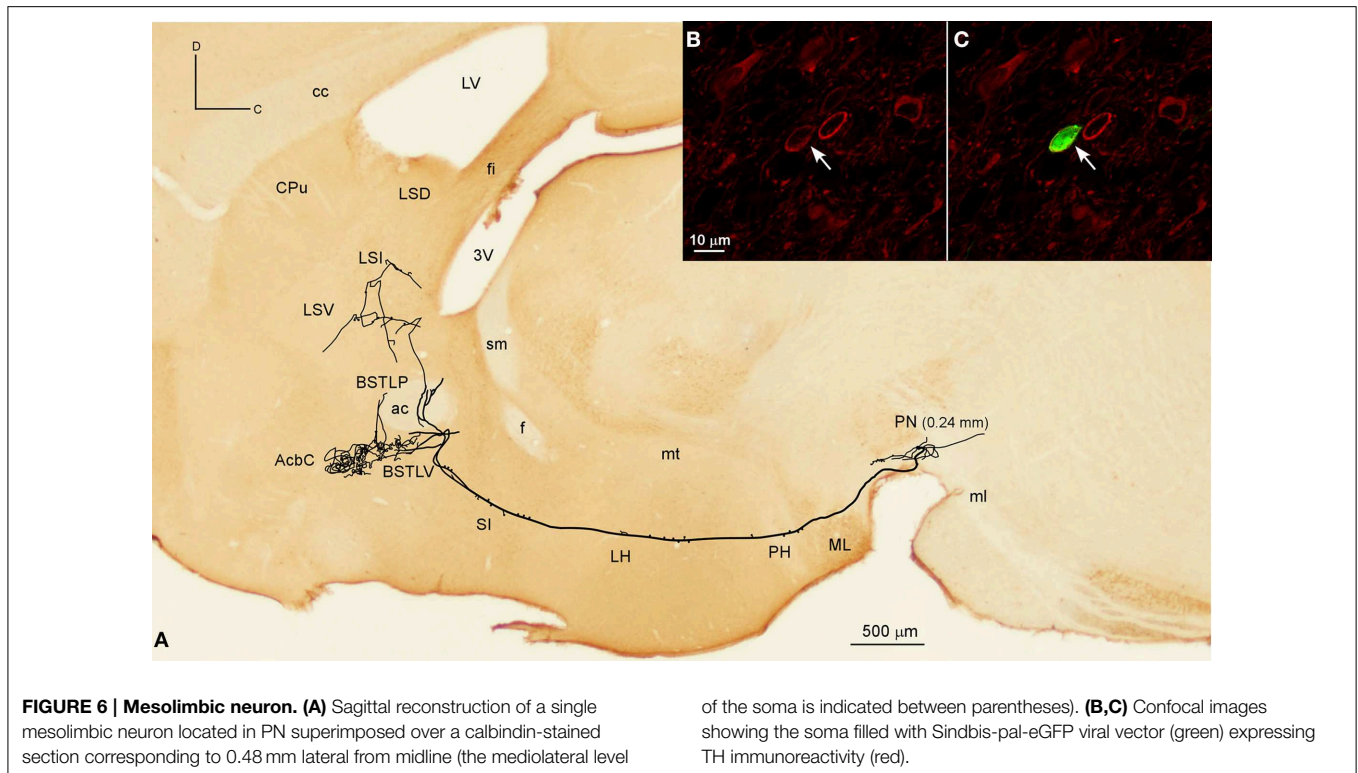 D
C
cc
LV
B
C
fi
CPu
LSD
3V
10 µm
LSI
LSV
sm
BSTLP
ac
f
PN (0.24 mm)
AcbC
BSTLV
mt
ml
SI
LH
PH
ML
A
500 µm
FIGURE 6 | Mesolimbic neuron. (A) Sagittal reconstruction of a single
mesolimbic neuron located in PN superimposed over a calbindin-stained
section corresponding to 0.48 mm lateral from midline (the mediolateral level
of the soma is indicated between parentheses). (B,C) Confocal images
showing the soma filled with Sindbis-pal-eGFP viral vector (green) expressing
TH immunoreactivity (red).